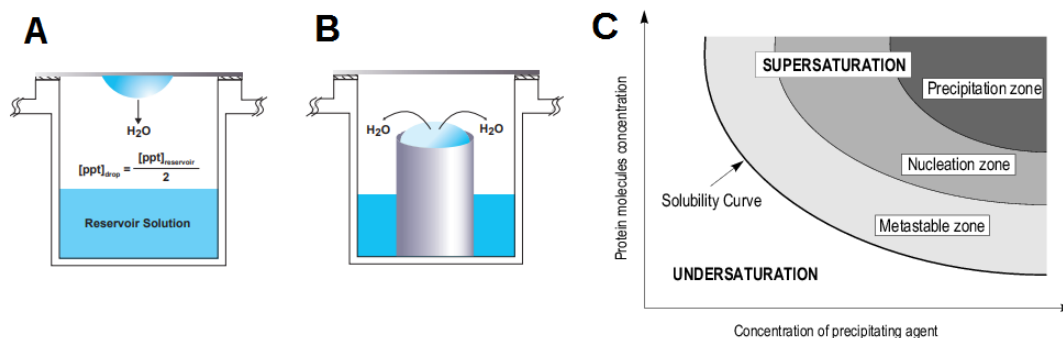 A
H₂O
[ppt]drop = [ppt]reservoir / 2
Reservoir Solution
B
H₂O H₂O
C
Protein molecules concentration
SUPERSATURATION
Precipitation zone
Nucleation zone
Solubility Curve
Metastable zone
UNDERSATURATION
Concentration of precipitating agent